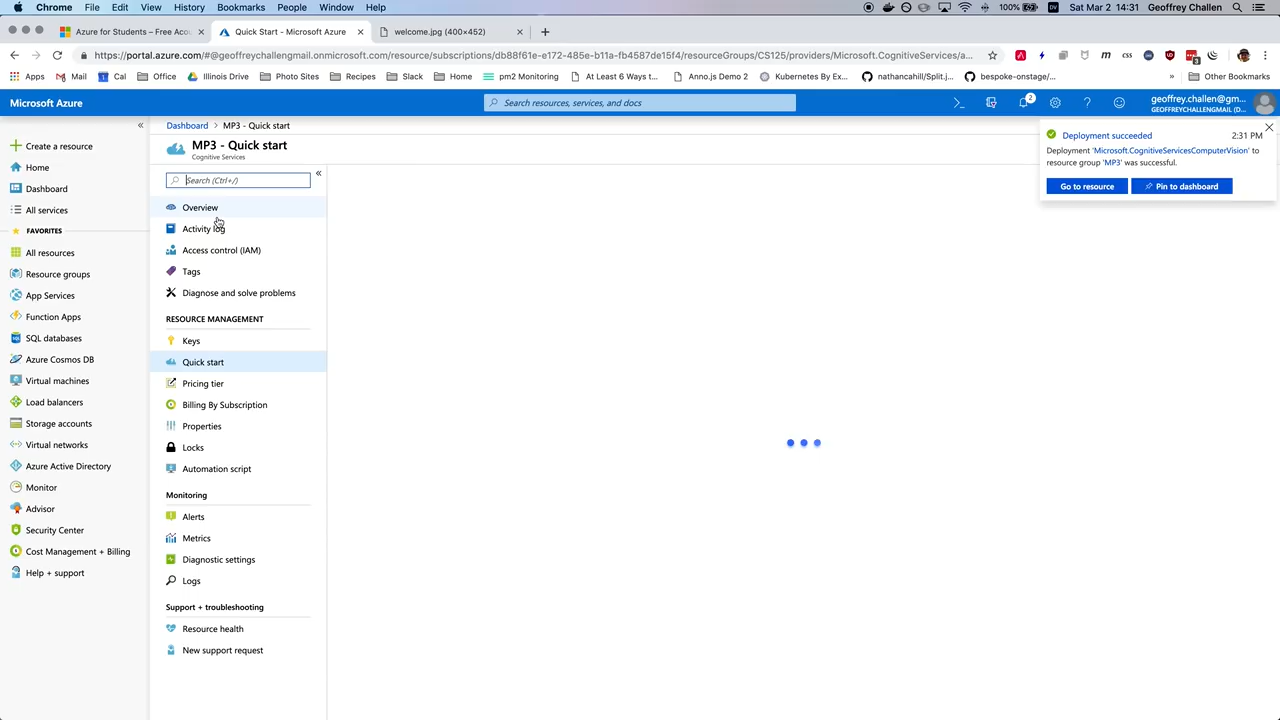 Chrome File Edit View History Bookmarks People Window Help 100% DV Sat Mar 2 14:31 Geoffrey Challen
Azure for Students – Free Acco Quick Start - Microsoft Azure welcome.jpg (400×452)
https://portal.azure.com/#@geoffreychallengmail.onmicrosoft.com/resource/subscriptions/db88f61e-e172-485e-b11a-fb4587de15f4/resourceGroups/CS125/providers/Microsoft.CognitiveServices/a...
Apps Mail Cal Office Illinois Drive Photo Sites Recipes Slack Home pm2 Monitoring At Least 6 Ways t... Anno.js Demo 2 Kubernetes By Ex... nathancahill/Split.j... bespoke-onstage/... » Other Bookmarks
Microsoft Azure
Search resources, services, and docs
2
geoffrey.challen@gm...
GEOFFREYCHALLENGMAIL (D...
Create a resource
Home
Dashboard
All services
FAVORITES
All resources
Resource groups
App Services
Function Apps
SQL databases
Azure Cosmos DB
Virtual machines
Load balancers
Storage accounts
Virtual networks
Azure Active Directory
Monitor
Advisor
Security Center
Cost Management + Billing
Help + support
Dashboard > MP3 - Quick start
MP3 - Quick start
Cognitive Services
Search (Ctrl+/)
Overview
Activity log
Access control (IAM)
Tags
Diagnose and solve problems
RESOURCE MANAGEMENT
Keys
Quick start
Pricing tier
Billing By Subscription
Properties
Locks
Automation script
Monitoring
Alerts
Metrics
Diagnostic settings
Logs
Support + troubleshooting
Resource health
New support request
Deployment succeeded 2:31 PM
Deployment 'Microsoft.CognitiveServicesComputerVision' to
resource group 'MP3' was successful.
Go to resource Pin to dashboard